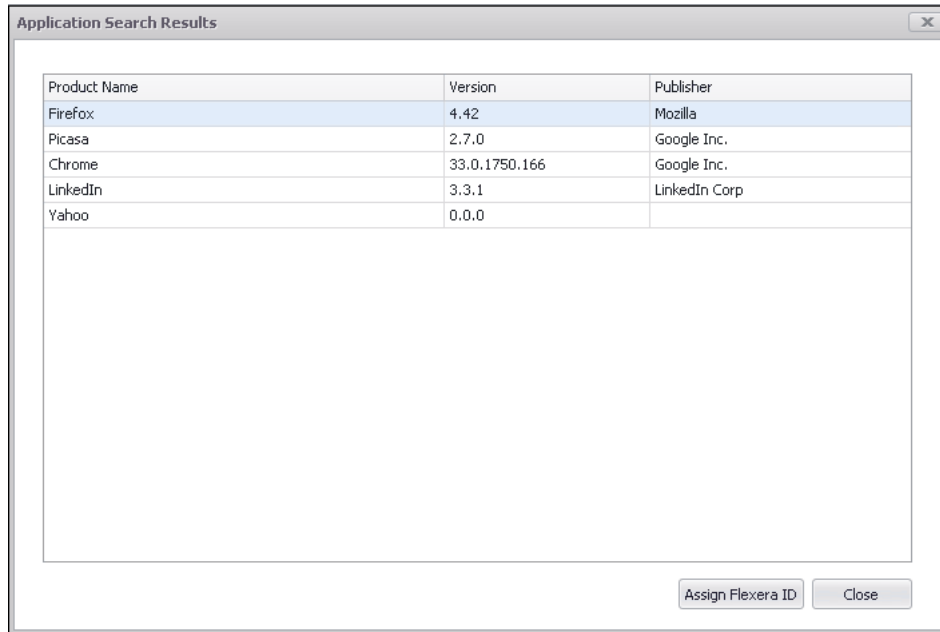 Application Search Results
Product Name Version Publisher
Firefox 4.42 Mozilla
Picasa 2.7.0 Google Inc.
Chrome 33.0.1750.166 Google Inc.
LinkedIn 3.3.1 LinkedIn Corp
Yahoo 0.0.0
Assign Flexera ID Close